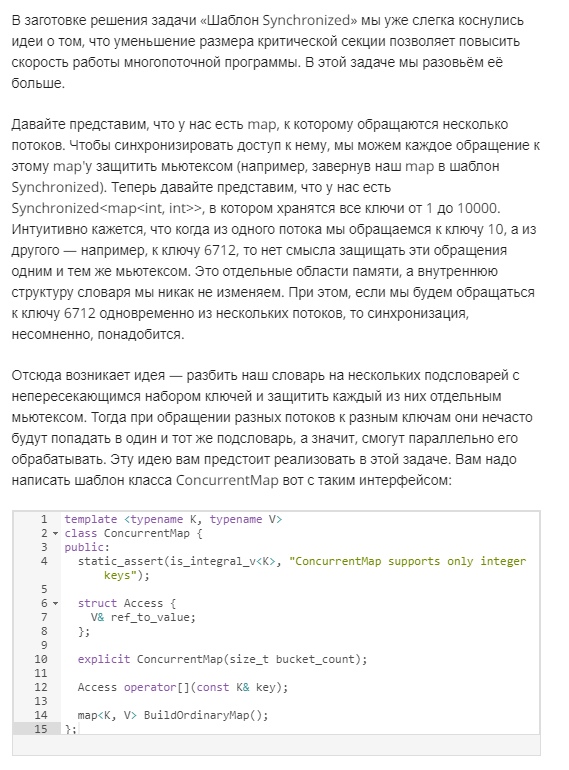 В заготовке решения задачи «Шаблон Synchronized» мы уже слегка коснулись
идеи о том, что уменьшение размера критической секции позволяет повысить
скорость работы многопоточной программы. В этой задаче мы разовьём её
больше.
Давайте представим, что у нас есть map, к которому обращаются несколько
потоков. Чтобы синхронизировать доступ к нему, мы можем каждое обращение к
этому map'у защитить мьютексом (например, завернув наш map в шаблон
Synchronized). Теперь давайте представим, что у нас есть
Synchronized<map<int, int>>, в котором хранятся все ключи от 1 до 10000.
Интуитивно кажется, что когда из одного потока мы обращаемся к ключу 10, а из
другого — например, к ключу 6712, то нет смысла защищать эти обращения
одним и тем же мьютексом. Это отдельные области памяти, а внутреннюю
структуру словаря мы никак не изменяем. При этом, если мы будем обращаться
к ключу 6712 одновременно из нескольких потоков, то синхронизация,
несомненно, понадобится.
Отсюда возникает идея — разбить наш словарь на нескольких подсловарей с
непересекающимся набором ключей и защитить каждый из них отдельным
мьютексом. Тогда при обращении разных потоков к разным ключам они нечасто
будут попадать в один и тот же подсловарь, а значит, смогут параллельно его
обрабатывать. Эту идею вам предстоит реализовать в этой задаче. Вам надо
написать шаблон класса ConcurrentMap вот с таким интерфейсом:
1 template <typename K, typename V>
2 class ConcurrentMap {
3 public:
4 static_assert(is_integral_v<K>, "ConcurrentMap supports only integer
keys");
5
6 struct Access {
7 V& ref_to_value;
8 };
9
10 explicit ConcurrentMap(size_t bucket_count);
11
12 Access operator[](const K& key);
13
14 map<K, V> BuildOrdinaryMap();
15 };